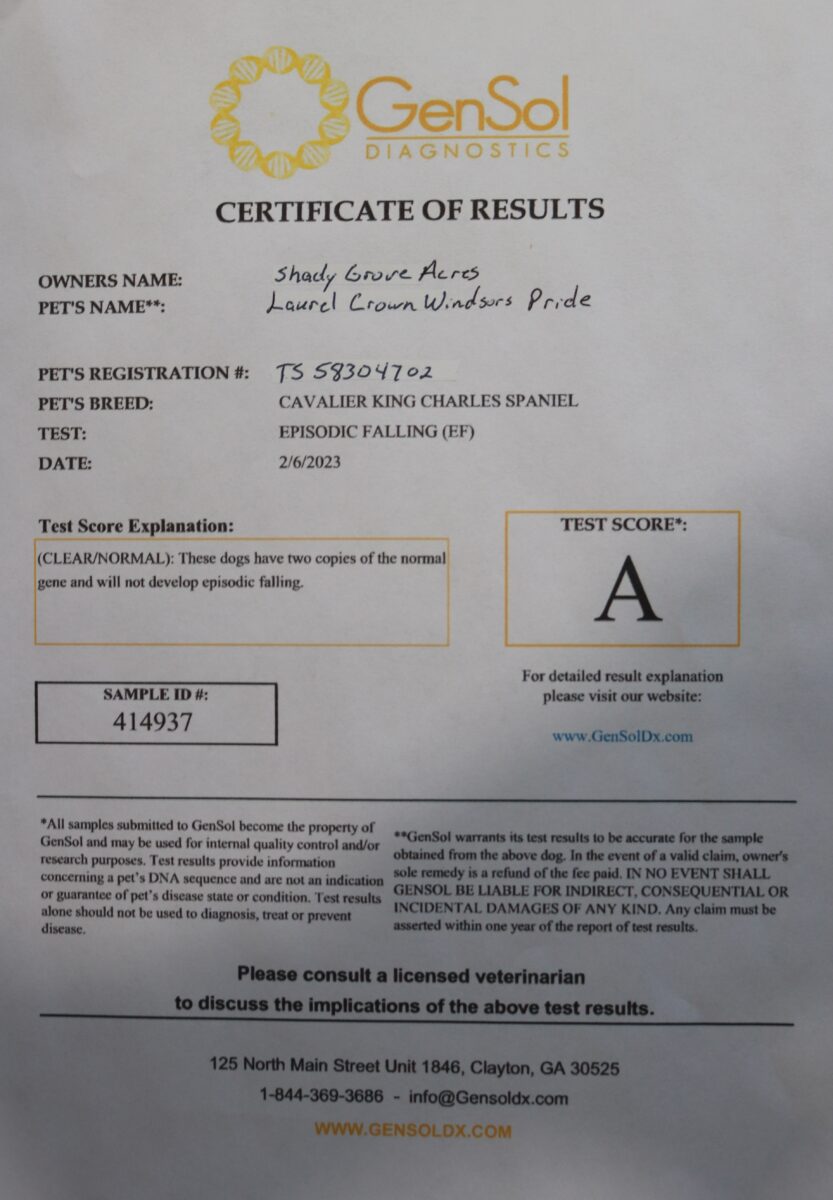 GenSol
DIAGNOSTICS
CERTIFICATE OF RESULTS
OWNERS NAME: Shady Grove Acres
PET'S NAME**: Laurel Crown Windsors Pride
PET'S REGISTRATION #: TS 58304702
PET'S BREED: CAVALIER KING CHARLES SPANIEL
TEST: EPISODIC FALLING (EF)
DATE: 2/6/2023
Test Score Explanation:
(CLEAR/NORMAL): These dogs have two copies of the normal
gene and will not develop episodic falling.
TEST SCORE*:
A
SAMPLE ID #:
414937
For detailed result explanation
please visit our website:
www.GenSolDx.com
*All samples submitted to GenSol become the property of
GenSol and may be used for internal quality control and/or
research purposes. Test results provide information
concerning a pet's DNA sequence and are not an indication
or guarantee of pet's disease state or condition. Test results
alone should not be used to diagnosis, treat or prevent
disease.
**GenSol warrants its test results to be accurate for the sample
obtained from the above dog. In the event of a valid claim, owner's
sole remedy is a refund of the fee paid. IN NO EVENT SHALL
GENSOL BE LIABLE FOR INDIRECT, CONSEQUENTIAL OR
INCIDENTAL DAMAGES OF ANY KIND. Any claim must be
asserted within one year of the report of test results.
Please consult a licensed veterinarian
to discuss the implications of the above test results.
125 North Main Street Unit 1846, Clayton, GA 30525
1-844-369-3686 - info@Gensoldx.com
WWW.GENSOLDX.COM